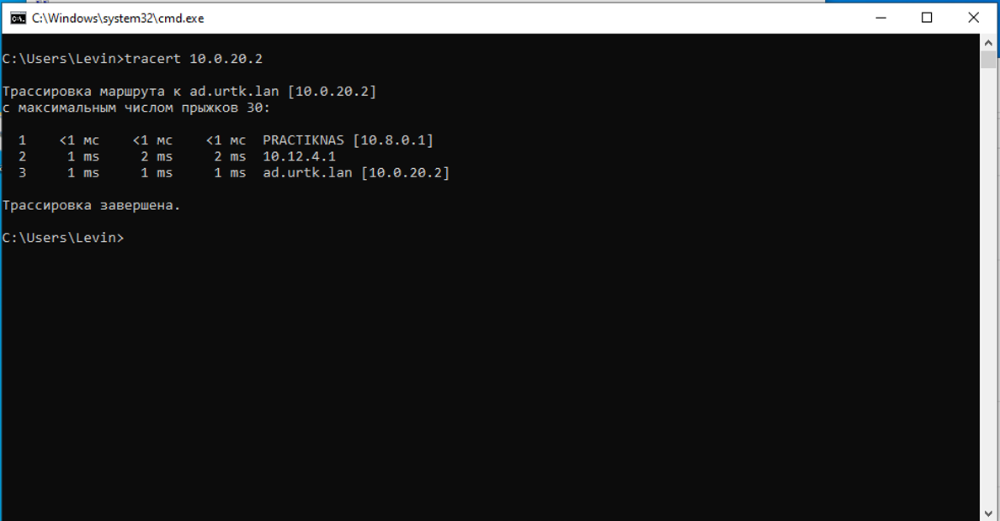 C:\Windows\system32\cmd.exe
C:\Users\Levin>tracert 10.0.20.2
Трассировка маршрута к ad.urtk.lan [10.0.20.2]
с максимальным числом прыжков 30:
1 <1 мс <1 мс <1 мс PRACTIKNAS [10.8.0.1]
2 1 ms 2 ms 2 ms 10.12.4.1
3 1 ms 1 ms 1 ms ad.urtk.lan [10.0.20.2]
Трассировка завершена.
C:\Users\Levin>